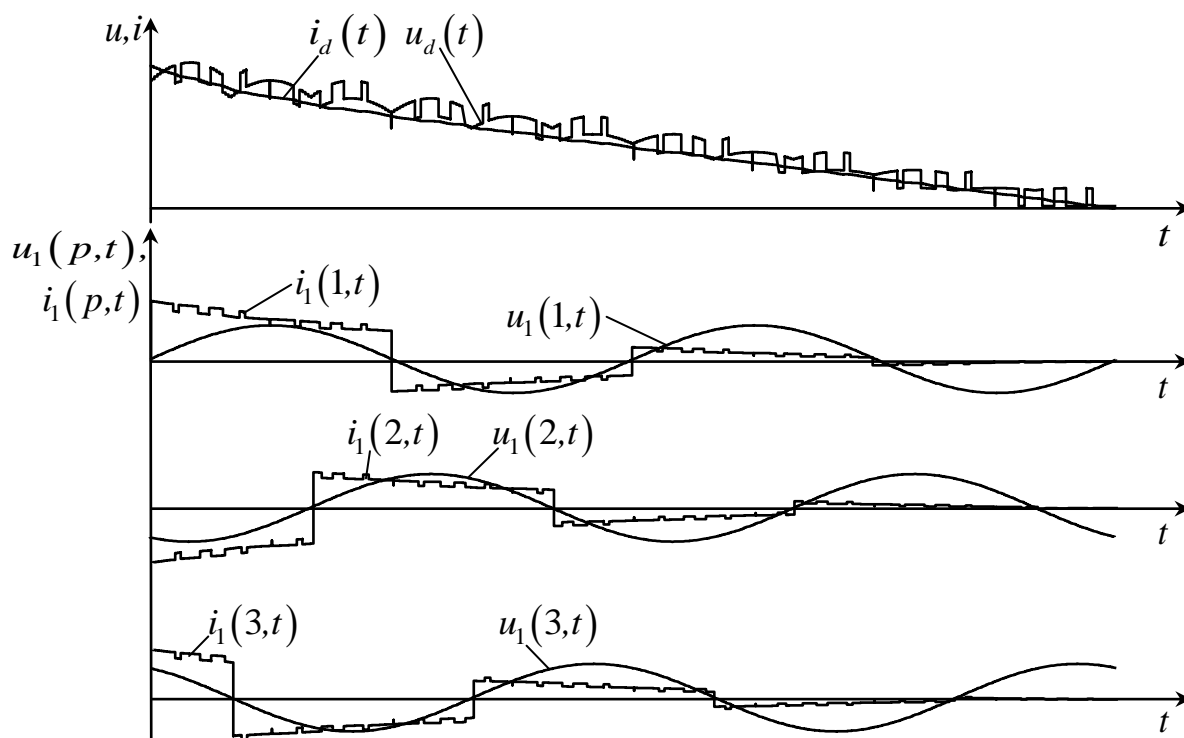 u,i
i_d(t) u_d(t)
t
u_1(p,t),
i_1(p,t)
i_1(1,t)
u_1(1,t)
t
i_1(2,t) u_1(2,t)
t
i_1(3,t)
u_1(3,t)
t